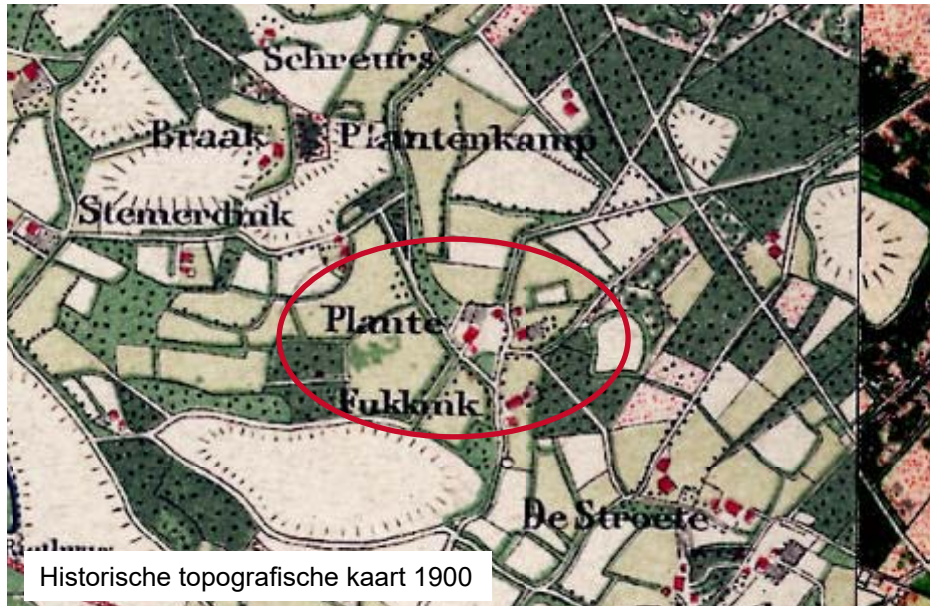 Schreurs
Braak
Plantenkamp
Stemerdink
Plante
Fukkink
De Stroete
Historische topografische kaart 1900